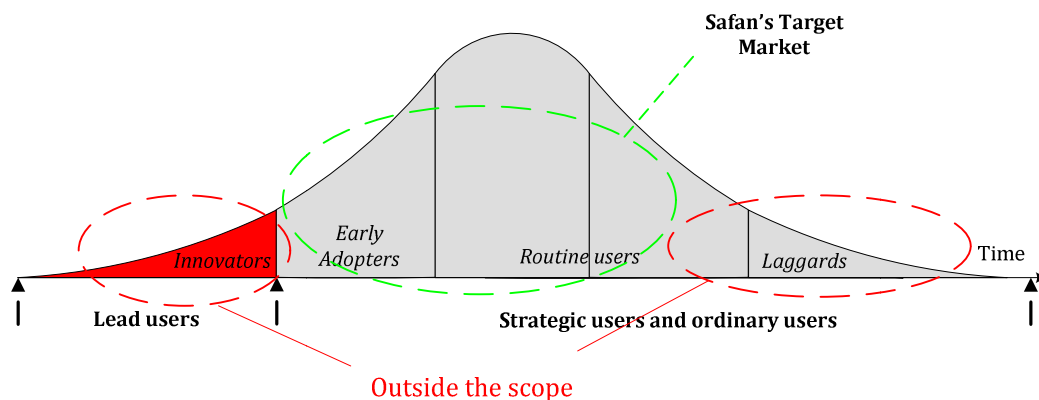 Safan’s Target
Market
Early
Adopters
Innovators
Routine users
Laggards
Time
Lead users
Strategic users and ordinary users
Outside the scope